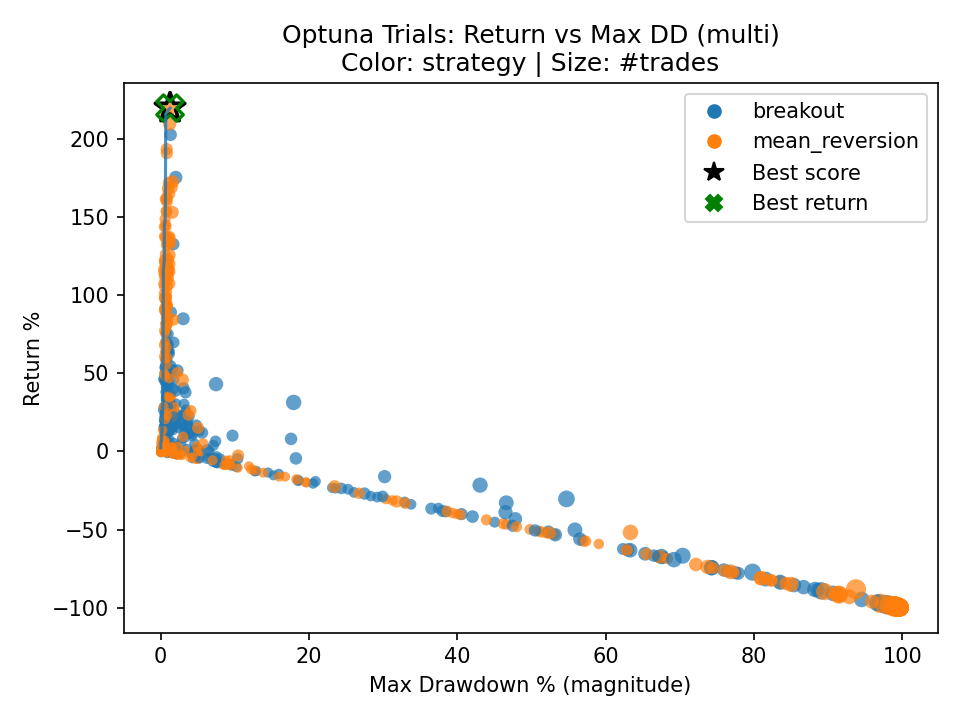 Optuna Trials: Return vs Max DD (multi)
Color: strategy | Size: #trades
breakout
mean_reversion
Best score
Best return
Return %
200
150
100
50
0
−50
−100
0
20
40
60
80
100
Max Drawdown % (magnitude)